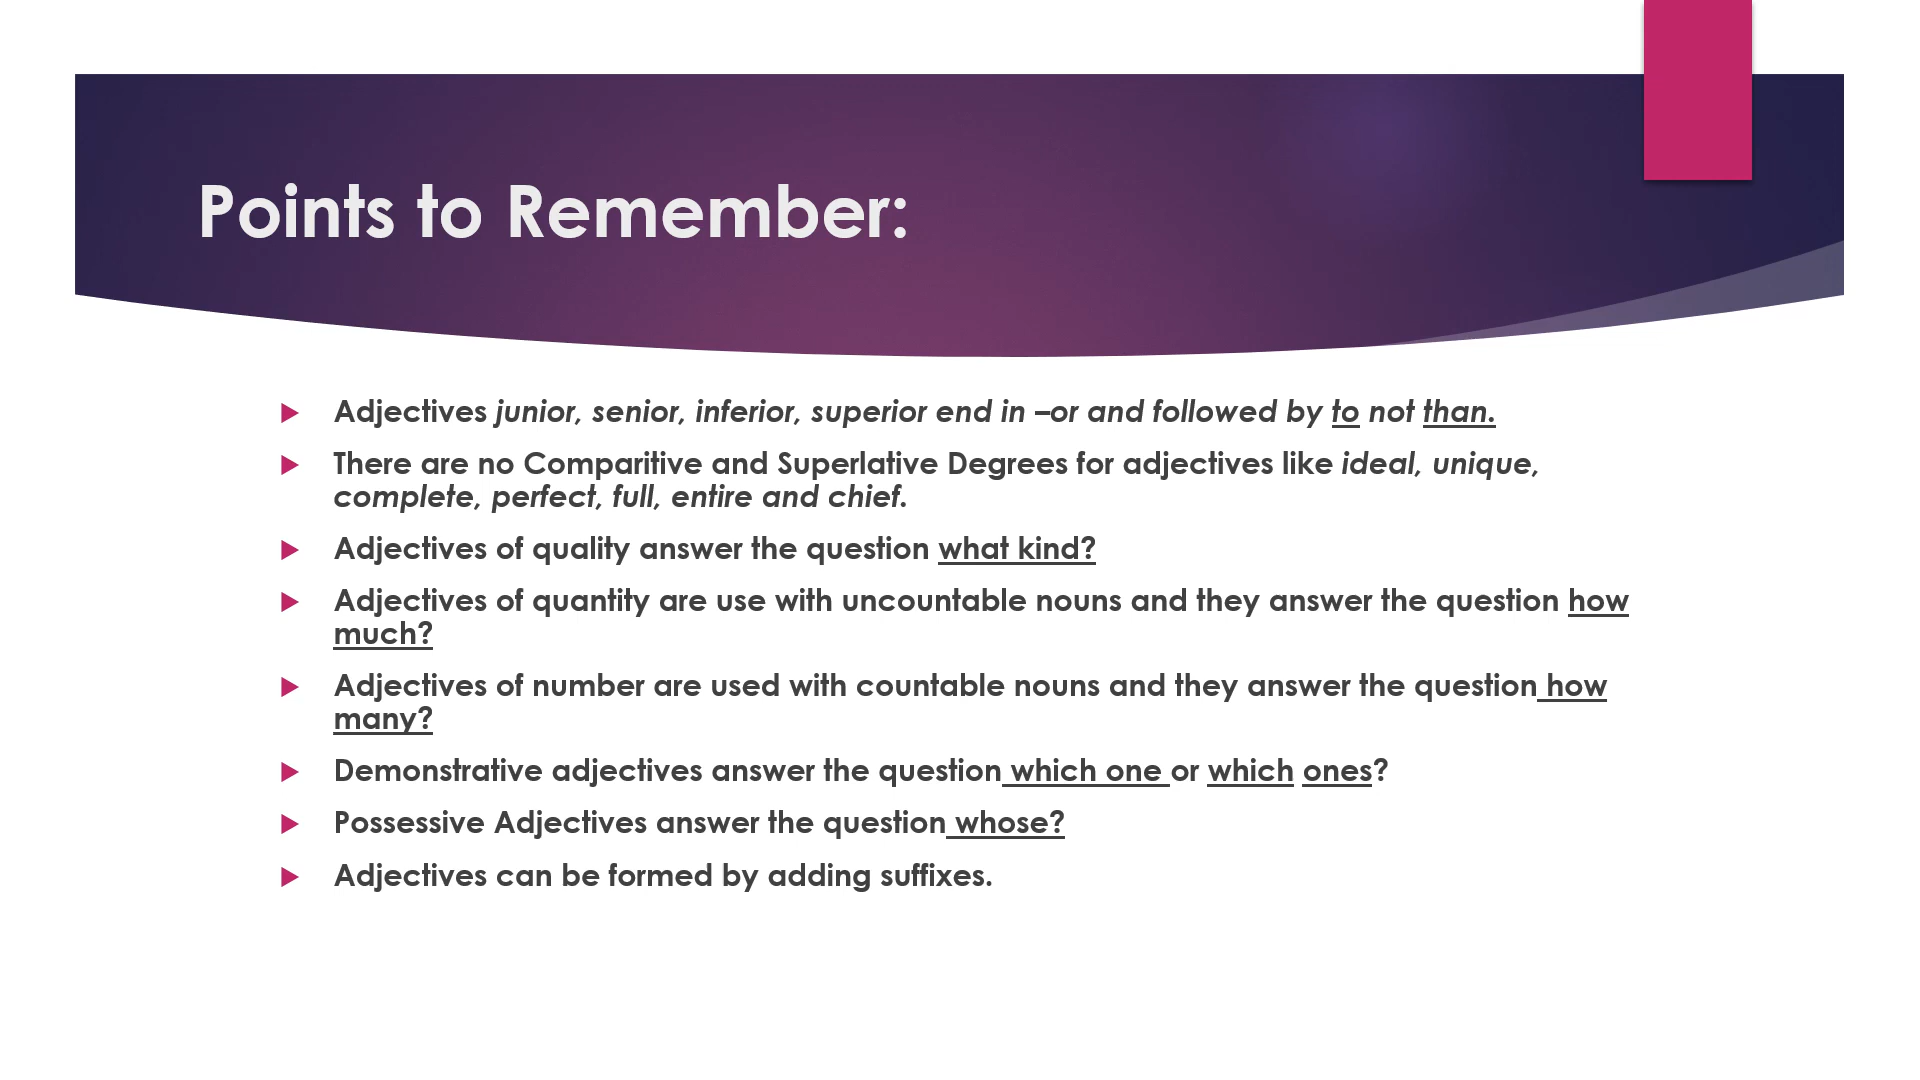 Points to Remember:
Adjectives junior, senior, inferior, superior end in –or and followed by to not than.
There are no Comparitive and Superlative Degrees for adjectives like ideal, unique,
complete, perfect, full, entire and chief.
Adjectives of quality answer the question what kind?
Adjectives of quantity are use with uncountable nouns and they answer the question how
much?
Adjectives of number are used with countable nouns and they answer the question how
many?
Demonstrative adjectives answer the question which one or which ones?
Possessive Adjectives answer the question whose?
Adjectives can be formed by adding suffixes.